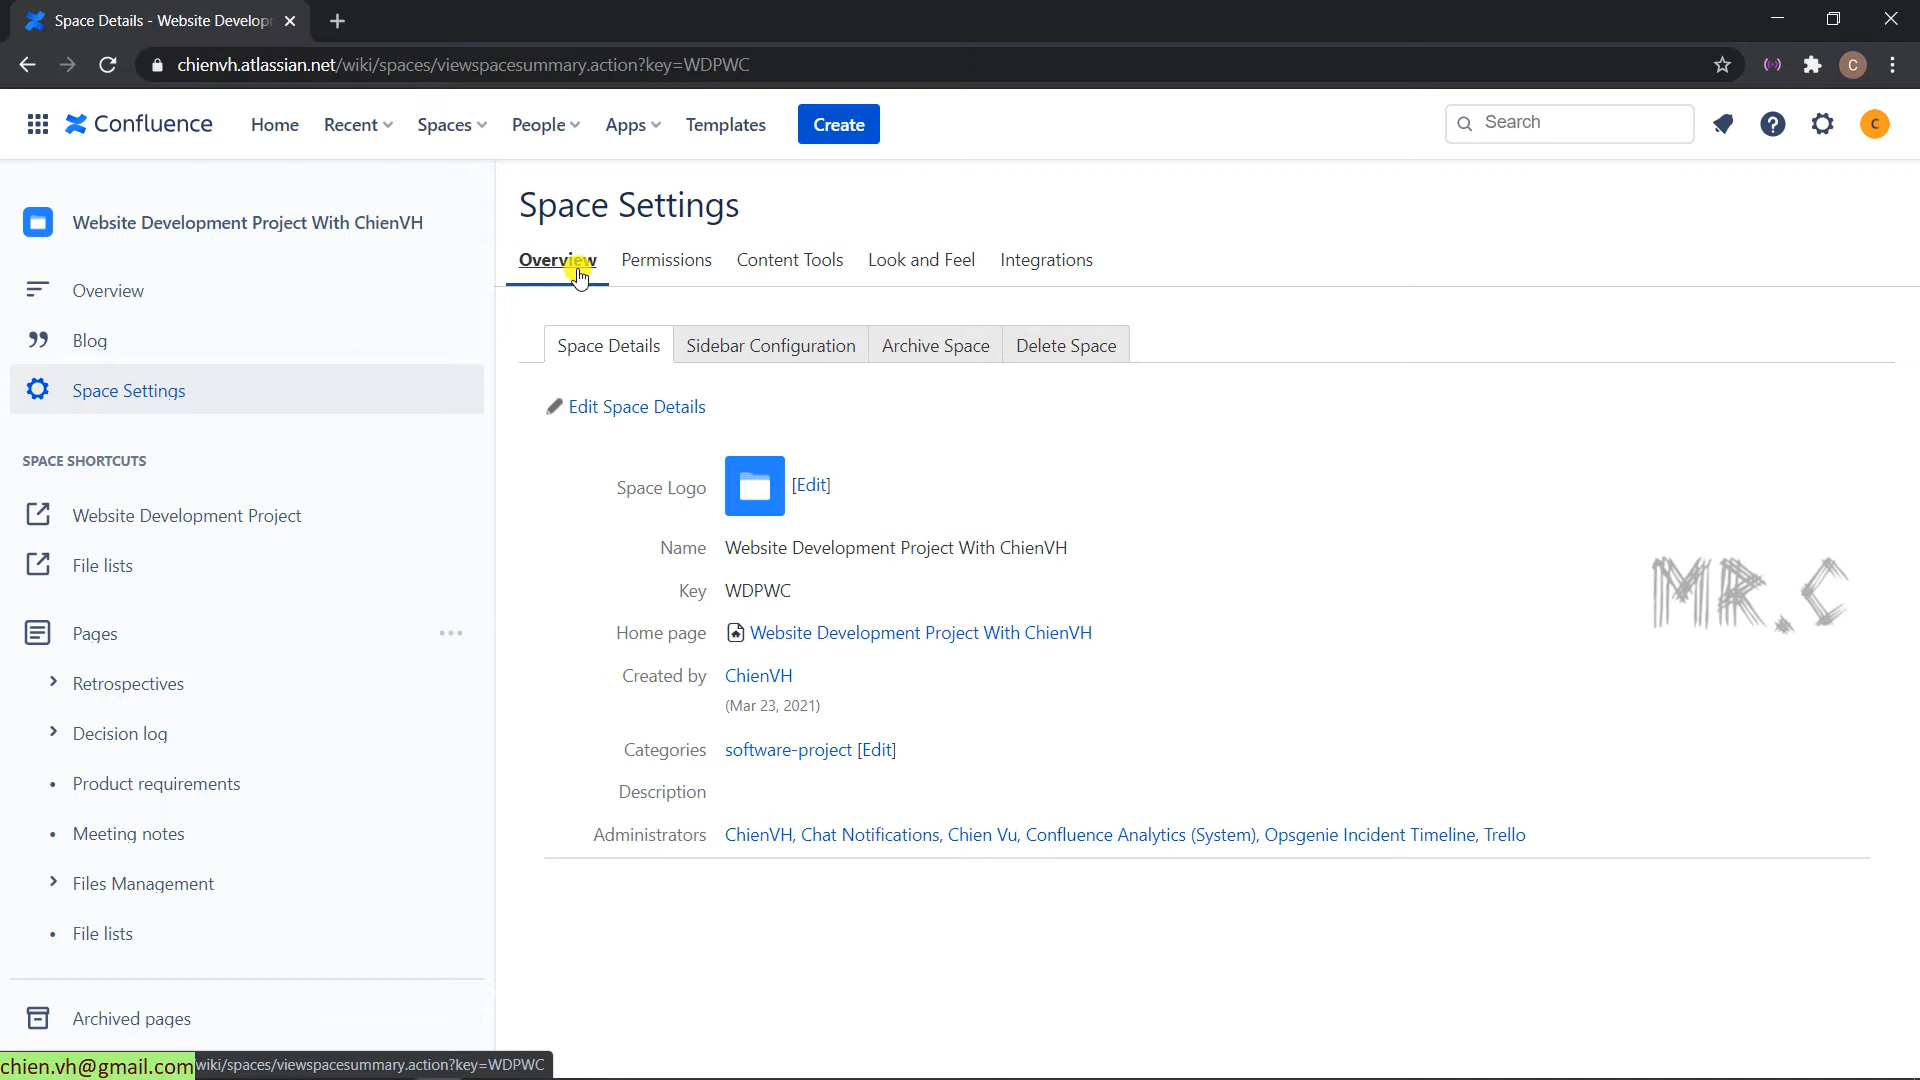 Space Details - Website Develop
chienvh.atlassian.net/wiki/spaces/viewspacesummary.action?key=WDPWC
C
Confluence
Home
Recent
Spaces
People
Apps
Templates
Create
Search
C
Website Development Project With ChienVH
Overview
Blog
Space Settings
SPACE SHORTCUTS
Website Development Project
File lists
Pages
Retrospectives
Decision log
Product requirements
Meeting notes
Files Management
File lists
Archived pages
Space Settings
Overview
Permissions
Content Tools
Look and Feel
Integrations
Space Details
Sidebar Configuration
Archive Space
Delete Space
Edit Space Details
Space Logo [Edit]
Name Website Development Project With ChienVH
Key WDPWC
Home page Website Development Project With ChienVH
Created by ChienVH
(Mar 23, 2021)
Categories software-project [Edit]
Description
Administrators ChienVH, Chat Notifications, Chien Vu, Confluence Analytics (System), Opsgenie Incident Timeline, Trello
MR.C
chien.vh@gmail.com
wiki/spaces/viewspacesummary.action?key=WDPWC